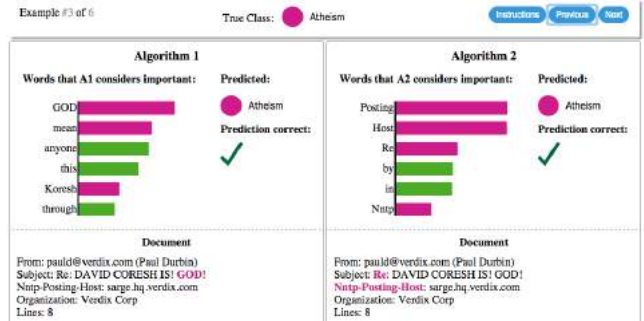 Example #3 of 6
True Class: Atheism
Instructions Previous Next
Algorithm 1
Words that A1 considers important:
Predicted:
GOD
mean
anyone
this
Koresh
through
Atheism
Prediction correct:
Document
From: pauld@verdix.com (Paul Durbin)
Subject: Re: DAVID CORESH IS! GOD!
Nntp-Posting-Host: sarge.hq.verdix.com
Organization: Verdix Corp
Lines: 8
Algorithm 2
Words that A2 considers important:
Predicted:
Posting
Host
Re
by
in
Nntp
Atheism
Prediction correct:
Document
From: pauld@verdix.com (Paul Durbin)
Subject: Re: DAVID CORESH IS! GOD!
Nntp-Posting-Host: sarge.hq.verdix.com
Organization: Verdix Corp
Lines: 8